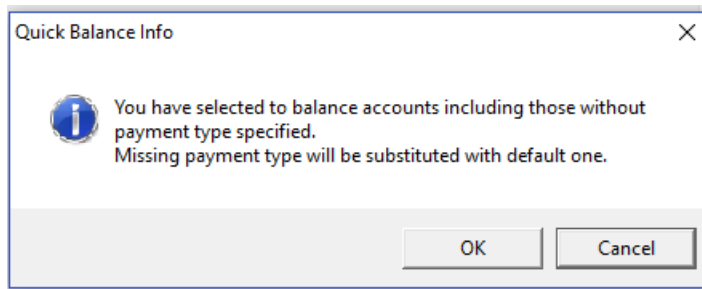 Quick Balance Info
You have selected to balance accounts including those without
payment type specified.
Missing payment type will be substituted with default one.
OK
Cancel